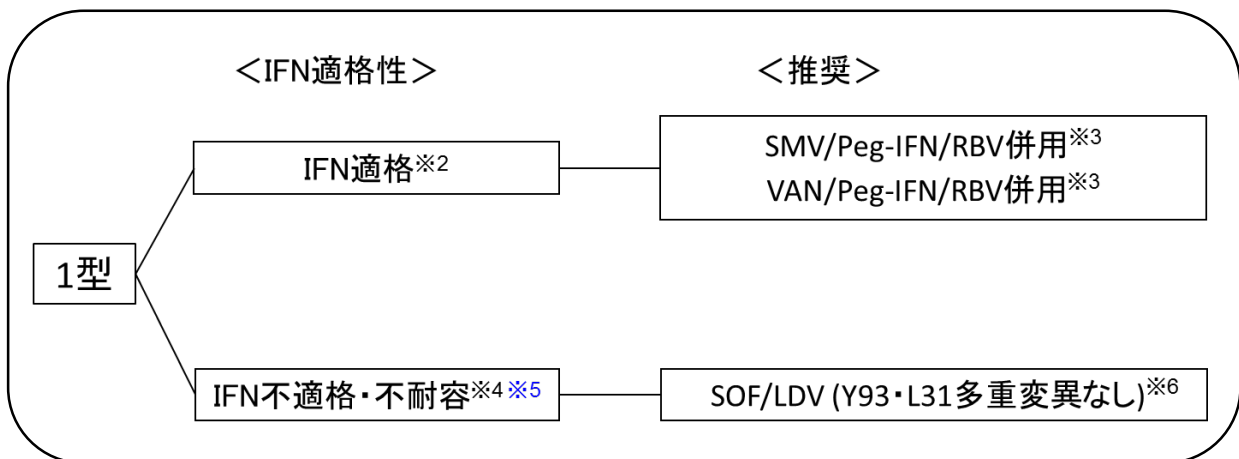 <IFN適格性>
<推奨>
IFN適格※2
SMV/Peg-IFN/RBV併用※3
VAN/Peg-IFN/RBV併用※3
1型
IFN不適格・不耐容※4 ※5
SOF/LDV (Y93・L31多重変異なし)※6